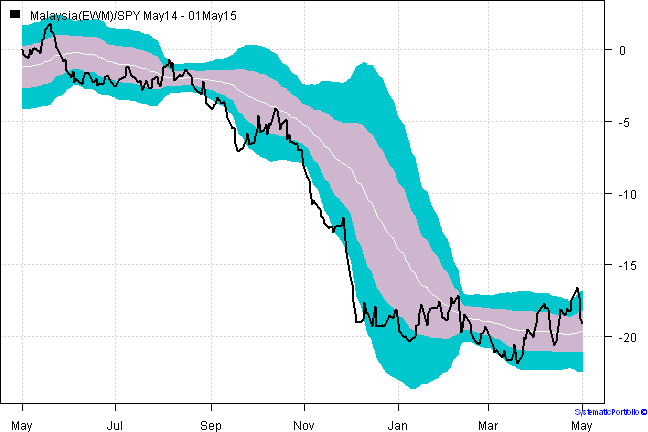 Malaysia(EWM)/SPY May14 - 01May15
0
-5
-10
-15
-20
May Jul Sep Nov Jan Mar May
SystematicPortfolio ©